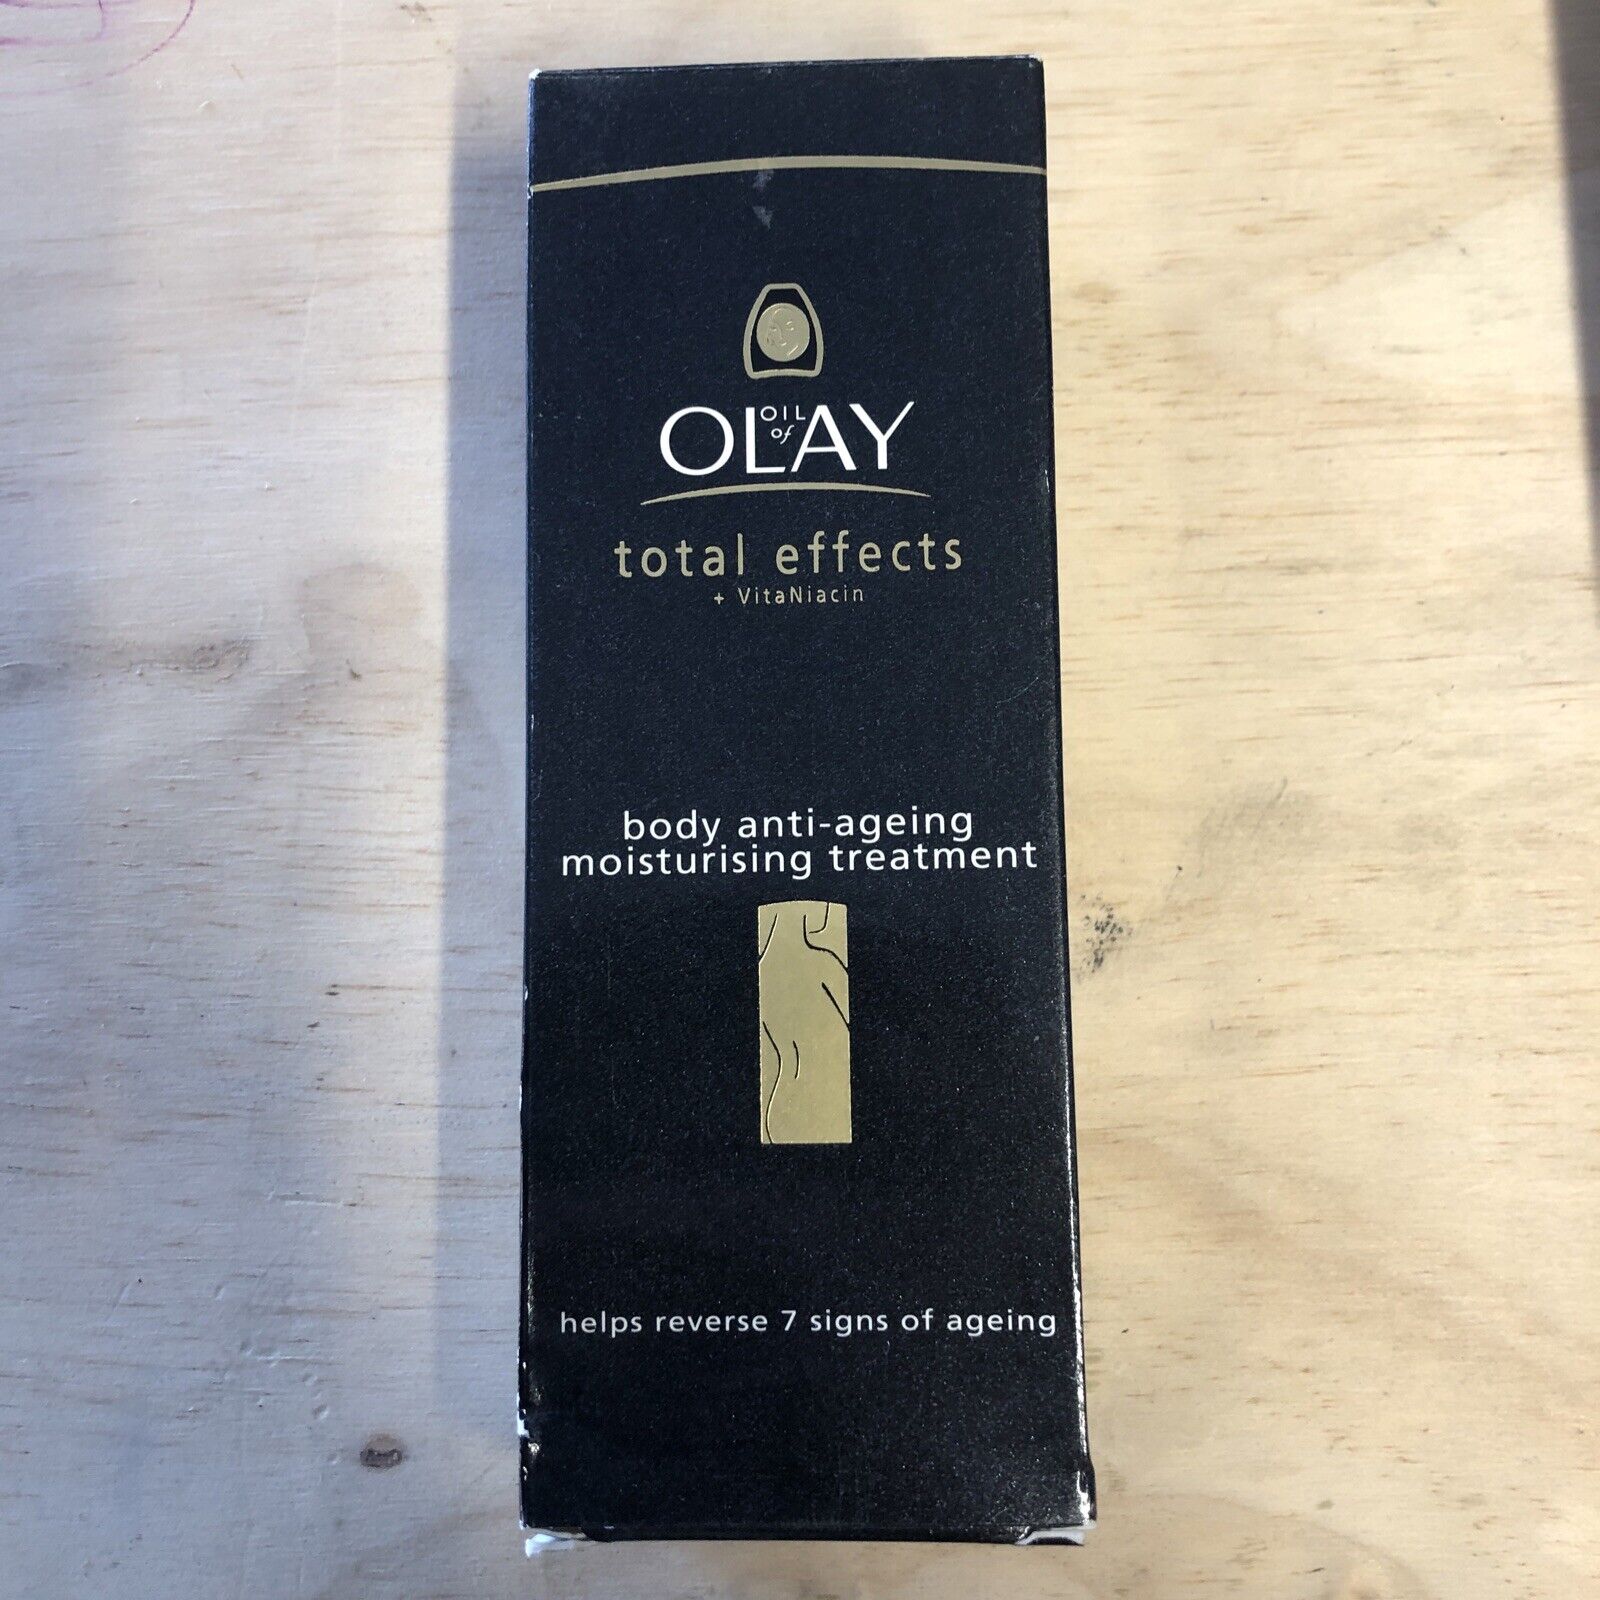 OIL of
OLAY
total effects
+ VitaNiacin
body anti-ageing
moisturising treatment
helps reverse 7 signs of ageing